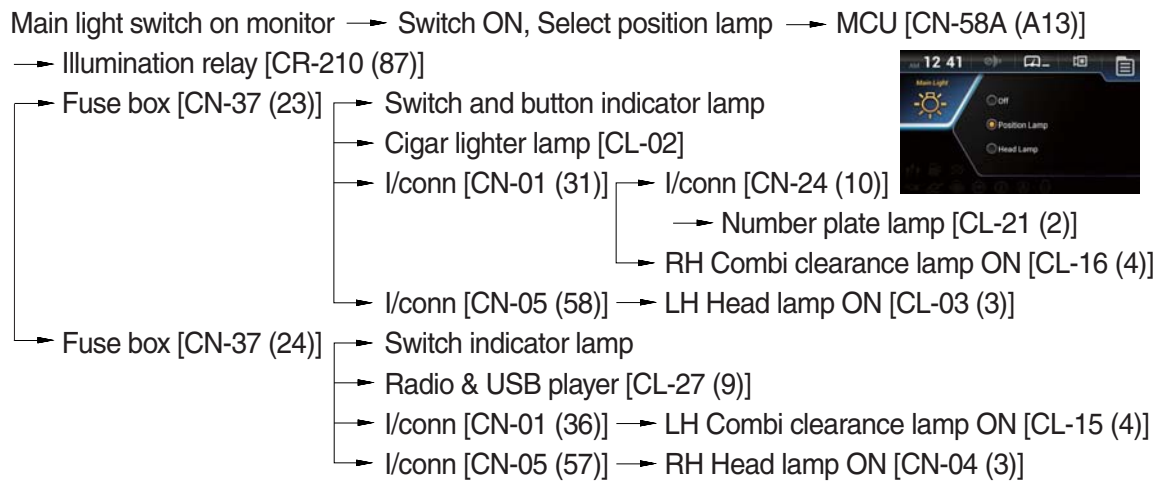 Main light switch on monitor → Switch ON, Select position lamp → MCU [CN-58A (A13)]
→ Illumination relay [CR-210 (87)]
→ Fuse box [CN-37 (23)] → Switch and button indicator lamp
→ Cigar lighter lamp [CL-02]
→ I/conn [CN-01 (31)] → I/conn [CN-24 (10)]
→ Number plate lamp [CL-21 (2)]
→ RH Combi clearance lamp ON [CL-16 (4)]
→ I/conn [CN-05 (58)] → LH Head lamp ON [CL-03 (3)]
→ Fuse box [CN-37 (24)] → Switch indicator lamp
→ Radio & USB player [CL-27 (9)]
→ I/conn [CN-01 (36)] → LH Combi clearance lamp ON [CL-15 (4)]
→ I/conn [CN-05 (57)] → RH Head lamp ON [CN-04 (3)]
AM 12 41
Main Light
Off
Position Lamp
Head Lamp